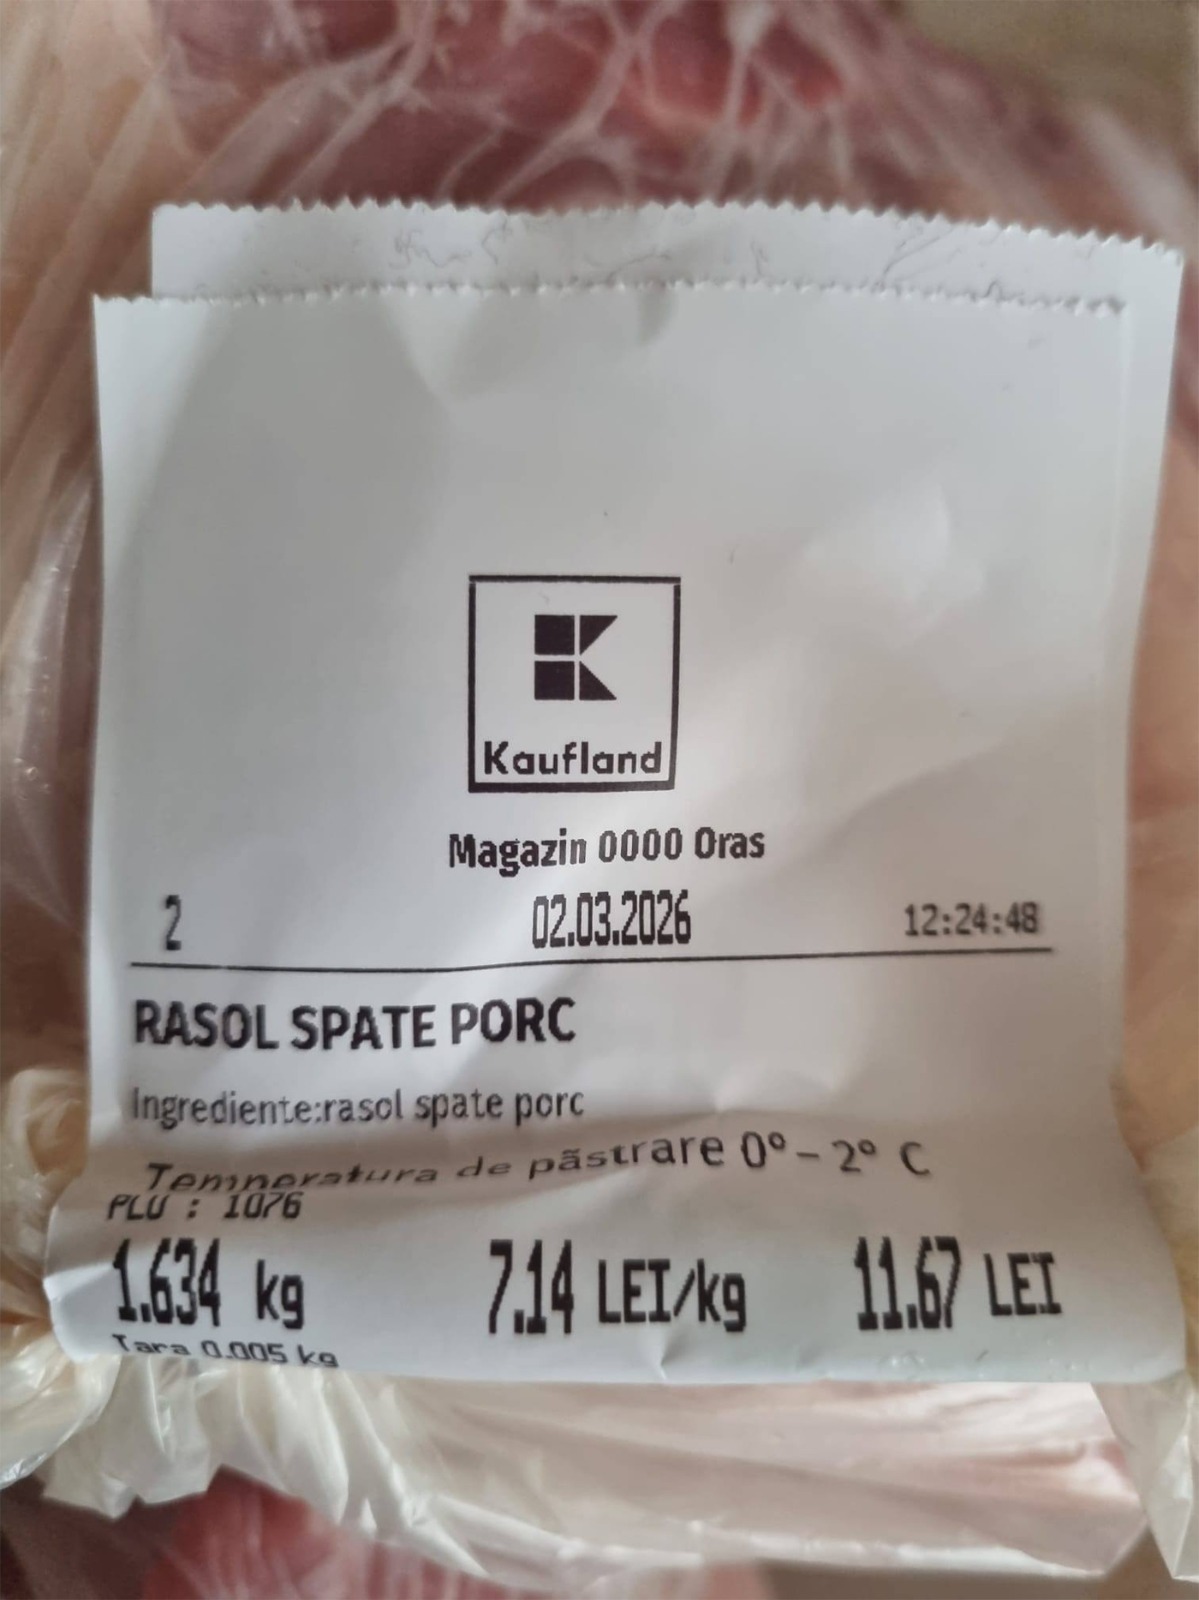 Kaufland
Magazin 0000 Oras
2 02.03.2026 12:24:48
RASOL SPATE PORC
Ingrediente:rasol spate porc
Temperatura de păstrare 0° - 2° C
PLU : 1076
1.634 kg 7.14 LEI/kg 11.67 LEI
Tara 0.005 kg